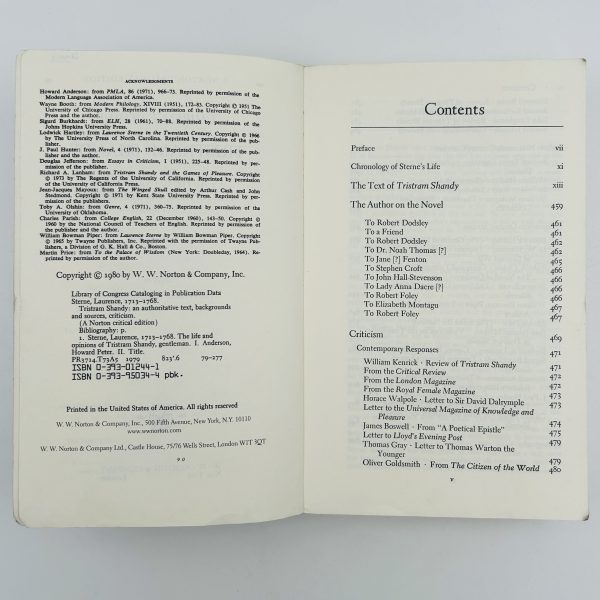 ACKNOWLEDGMENTS
Howard Anderson: from PMLA, 86 (1971), 966–73. Reprinted by permission of the
Modern Language Association of America.
Wayne Booth: from Modern Philology, XLVIII (1951), 172–83. Copyright © 1951 The
University of Chicago Press. Reprinted by permission of the University of Chicago
Press and the author.
Sigurd Burkhardt: from ELH, 28 (1961), 70–88. Reprinted by permission of the
Johns Hopkins University Press.
Lodwick Hartley: from Laurence Sterne in the Twentieth Century. Copyright © 1966
by The University Press of North Carolina. Reprinted by permission of the
publisher.
J. Paul Hunter: from Novel, 4 (1971), 132–46. Reprinted by permission of the
publisher and the author.
Douglas Jefferson: from Essays in Criticism, 1 (1951), 225–48. Reprinted by per-
mission of the publisher.
Richard A. Lanham: from Tristram Shandy and the Games of Pleasure. Copyright
© 1973 by The Regents of the University of California. Reprinted by permission
of the University of California Press.
Jean-Jacques Mayoux: from The Winged Skull edited by Arthur Cash and John
Stedmond. Copyright © 1971 by Kent State University Press. Reprinted by permis-
sion of the publisher.
Toby A. Olshin: from Genre, 4 (1971), 360–75. Reprinted by permission of the
University of Oklahoma.
Charles Parish: from College English, 22 (December 1960), 143–50. Copyright ©
1960 by the National Council of Teachers of English. Reprinted by permission of
the publisher and the author.
William Bowman Piper: from Laurence Sterne by William Bowman Piper. Copyright
© 1965 by Twayne Publishers, Inc. Reprinted with the permission of Twayne Pub-
lishers, a Division of G. K. Hall & Co., Boston.
Martin Price: from To the Palace of Wisdom (New York: Doubleday, 1964). Re-
printed by permission of the author.
Copyright © 1980 by W. W. Norton & Company, Inc.
Library of Congress Cataloging in Publication Data
Sterne, Laurence, 1713–1768.
Tristram Shandy: an authoritative text, backgrounds
and sources, criticism.
(A Norton critical edition)
Bibliography: p.
1. Sterne, Laurence, 1713–1768. The life and
opinions of Tristram Shandy, gentleman. I. Anderson,
Howard Peter. II. Title.
PR3714.T73A5 1979 823'.6 79-277
ISBN 0-393-01244-1
ISBN 0-393-95034-4 pbk.
Printed in the United States of America. All rights reserved
W. W. Norton & Company, Inc., 500 Fifth Avenue, New York, N.Y. 10110
www.wwnorton.com
W. W. Norton & Company Ltd., Castle House, 75/76 Wells Street, London W1T 3QT
9 0
Contents
Preface vii
Chronology of Sterne's Life xi
The Text of Tristram Shandy xiii
The Author on the Novel 459
To Robert Dodsley 461
To a Friend 461
To Robert Dodsley 462
To Dr. Noah Thomas [?] 462
To Jane [?] Fenton 465
To Stephen Croft 466
To John Hall-Stevenson 466
To Lady Anna Dacre [?] 466
To Robert Foley 466
To Elizabeth Montagu 467
To Robert Foley 467
Criticism 469
Contemporary Responses 471
William Kenrick · Review of Tristram Shandy 471
From the Critical Review 472
From the London Magazine 472
From the Royal Female Magazine 473
Horace Walpole · Letter to Sir David Dalrymple 473
Letter to the Universal Magazine of Knowledge and
Pleasure 474
James Boswell · From "A Poetical Epistle" 475
Letter to Lloyd's Evening Post 479
Thomas Gray · Letter to Thomas Warton the
Younger 479
Oliver Goldsmith · From The Citizen of the World 480
v